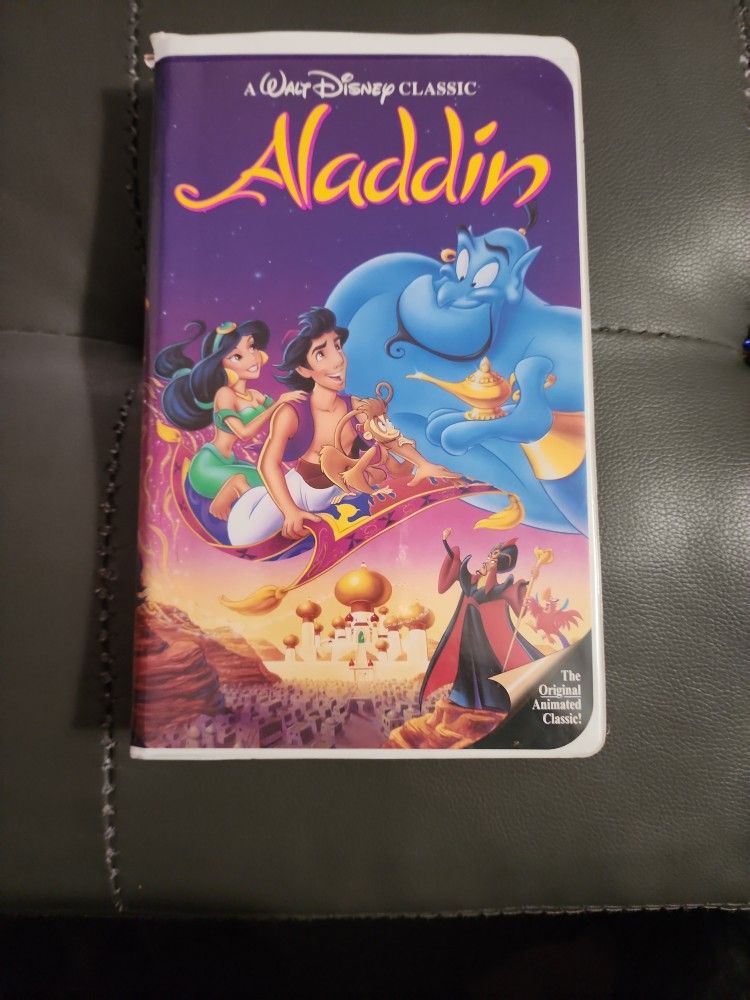 A WALT DISNEY CLASSIC
Aladdin
The
Original
Animated
Classic!